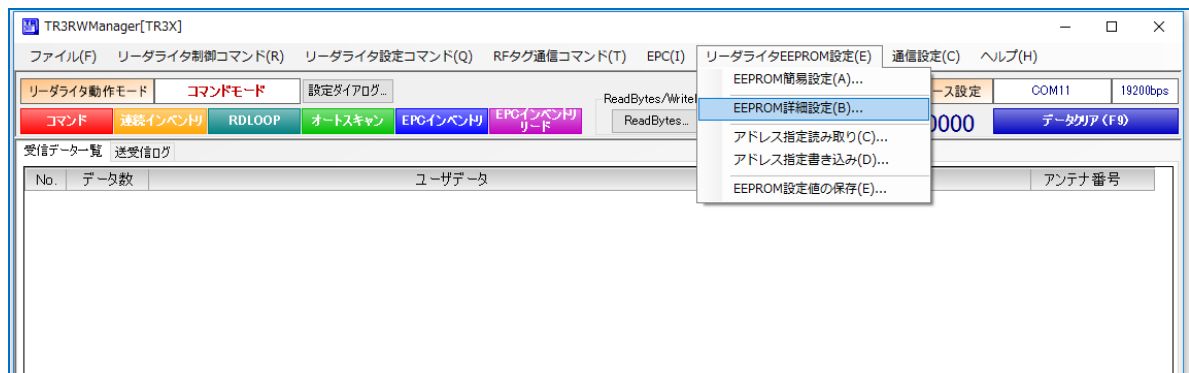 TR3RWManager[TR3X]
ファイル(F) リーダライタ制御コマンド(R) リーダライタ設定コマンド(Q) RFタグ通信コマンド(T) EPC(I) リーダライタEEPROM設定(E) 通信設定(C) ヘルプ(H)
EEPROM簡易設定(A)...
EEPROM詳細設定(B)...
アドレス指定読み取り(C)...
アドレス指定書き込み(D)...
EEPROM設定値の保存(E)...
リーダライタ動作モード コマンドモード 設定ダイアログ... ース設定 COM11 19200bps
ReadBytes/Write
コマンド 連続インベントリ RDLOOP オートスキャン EPCインベントリ EPCインベントリリード ReadBytes... 0000 データクリア(F9)
受信データ一覧 送受信ログ
No. データ数 ユーザデータ アンテナ番号